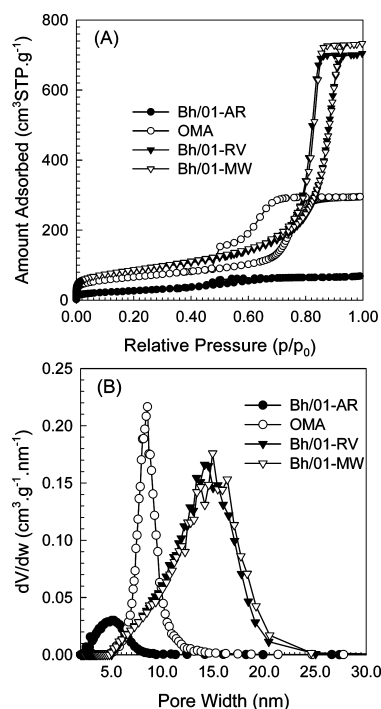 (A)
800
600
400
200
0
Amount Adsorbed (cm³STP.g⁻¹)
Bh/01-AR
OMA
Bh/01-RV
Bh/01-MW
0.00 0.20 0.40 0.60 0.80 1.00
Relative Pressure (p/p₀)
(B)
0.25
0.20
0.15
0.10
0.05
0.00
dV/dw (cm³.g⁻¹.nm⁻¹)
Bh/01-AR
OMA
Bh/01-RV
Bh/01-MW
0.0 5.0 10.0 15.0 20.0 25.0 30.0
Pore Width (nm)